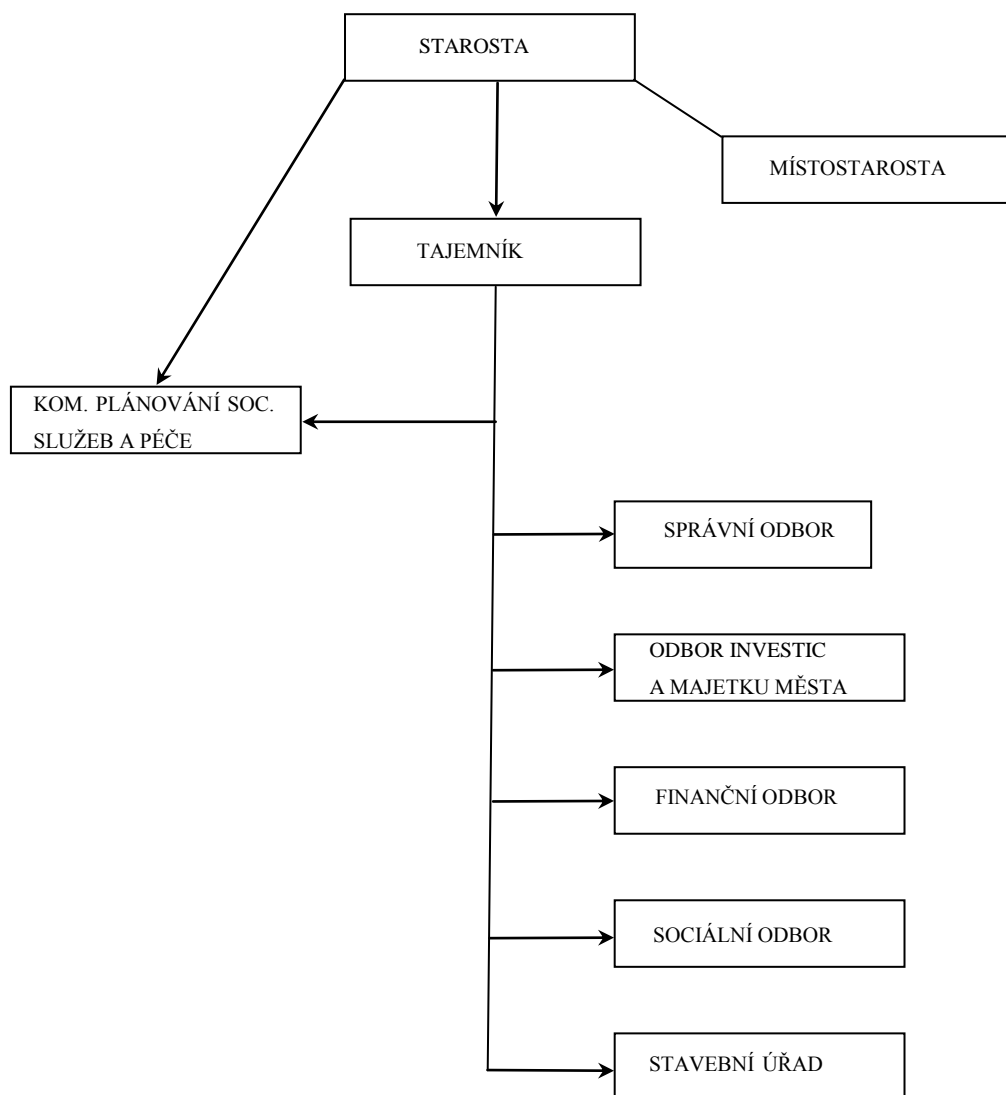 STAROSTA
MÍSTOSTAROSTA
TAJEMNÍK
KOM. PLÁNOVÁNÍ SOC.
SLUŽEB A PÉČE
SPRÁVNÍ ODBOR
ODBOR INVESTIC
A MAJETKU MĚSTA
FINANČNÍ ODBOR
SOCIÁLNÍ ODBOR
STAVEBNÍ ÚŘAD